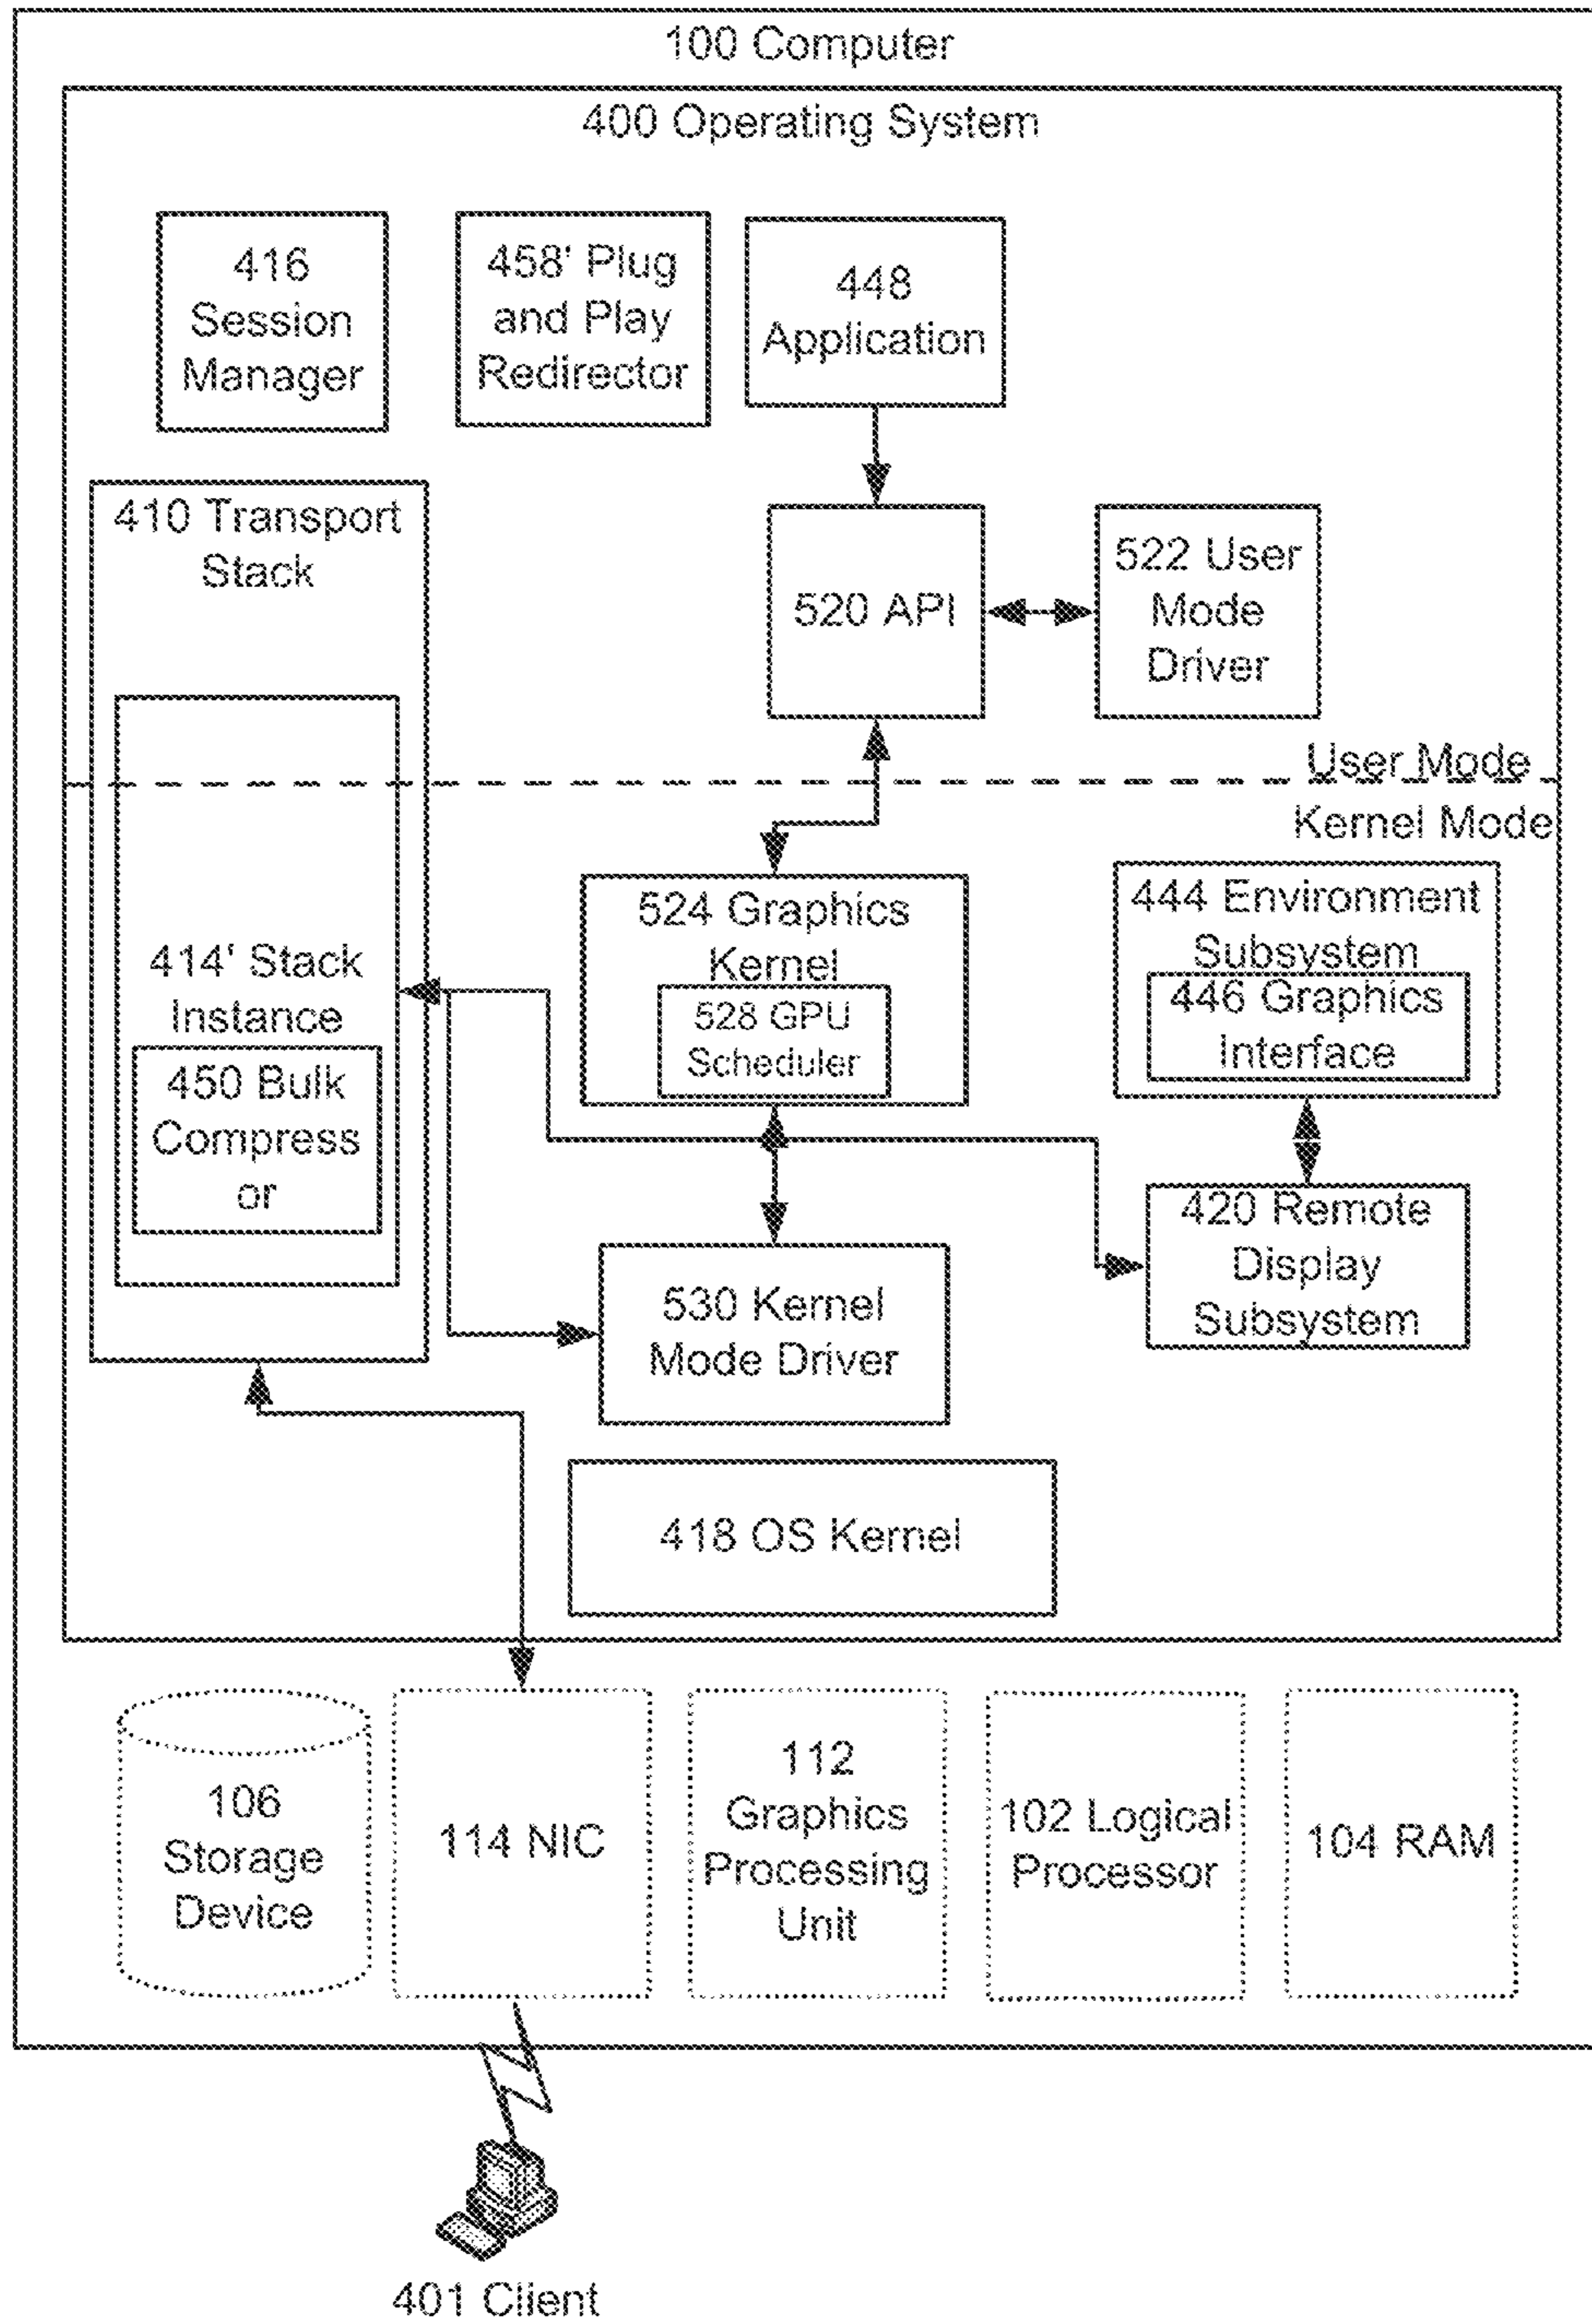 100 Computer
400 Operating System
416
Session
Manager
458' Plug
and Play
Redirector
448
Application
410 Transport
Stack
520 API
522 User
Mode
Driver
User Mode
Kernel Mode
524 Graphics
Kernel
528 GPU
Scheduler
444 Environment
Subsystem
446 Graphics
Interface
414' Stack
Instance
450 Bulk
Compress
or
420 Remote
Display
Subsystem
530 Kernel
Mode Driver
418 OS Kernel
106
Storage
Device
114 NIC
112
Graphics
Processing
Unit
102 Logical
Processor
104 RAM
401 Client